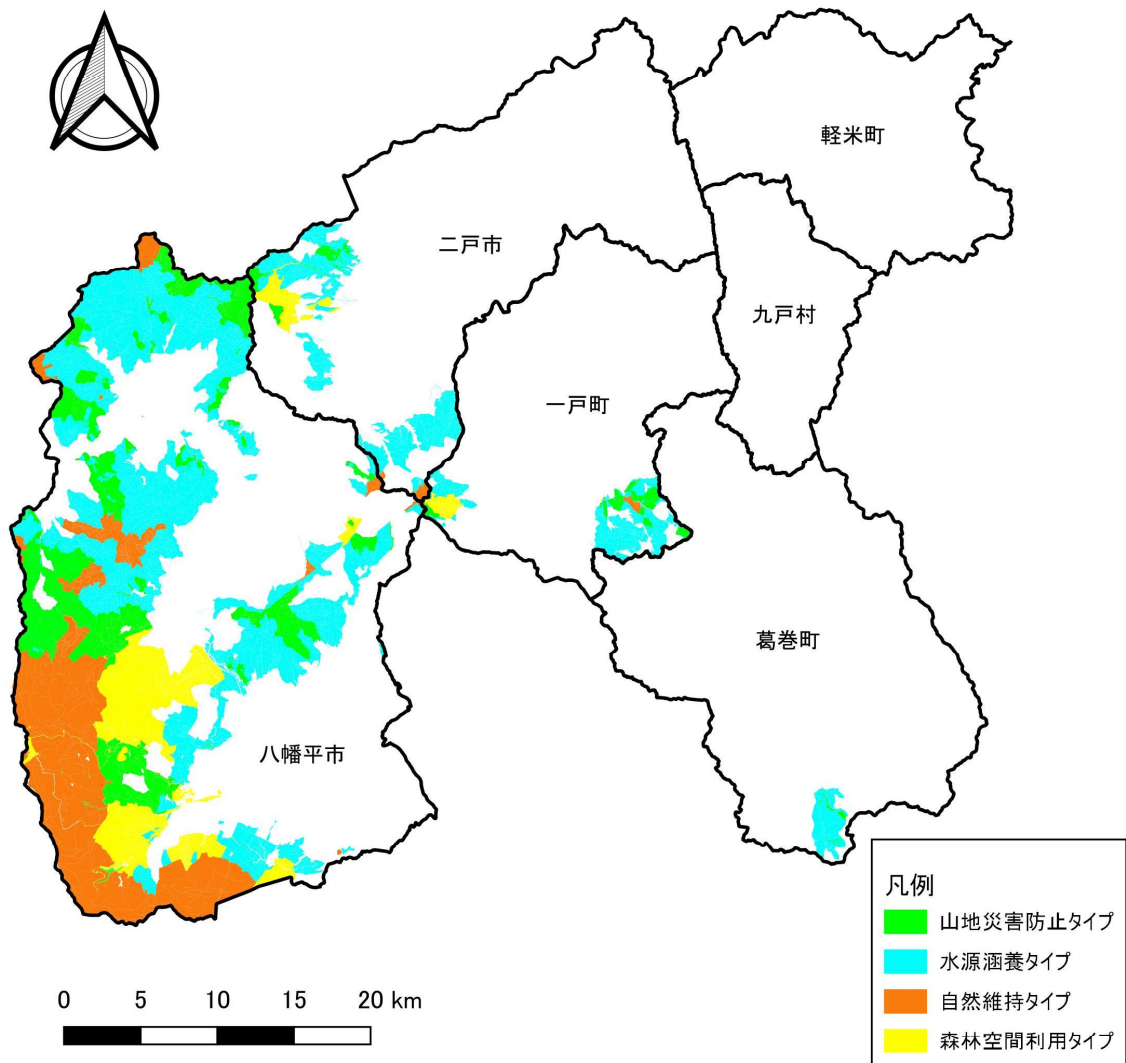 軽米町
二戸市
九戸村
一戸町
葛巻町
八幡平市
凡例
山地災害防止タイプ
水源涵養タイプ
自然維持タイプ
森林空間利用タイプ
0 5 10 15 20 km